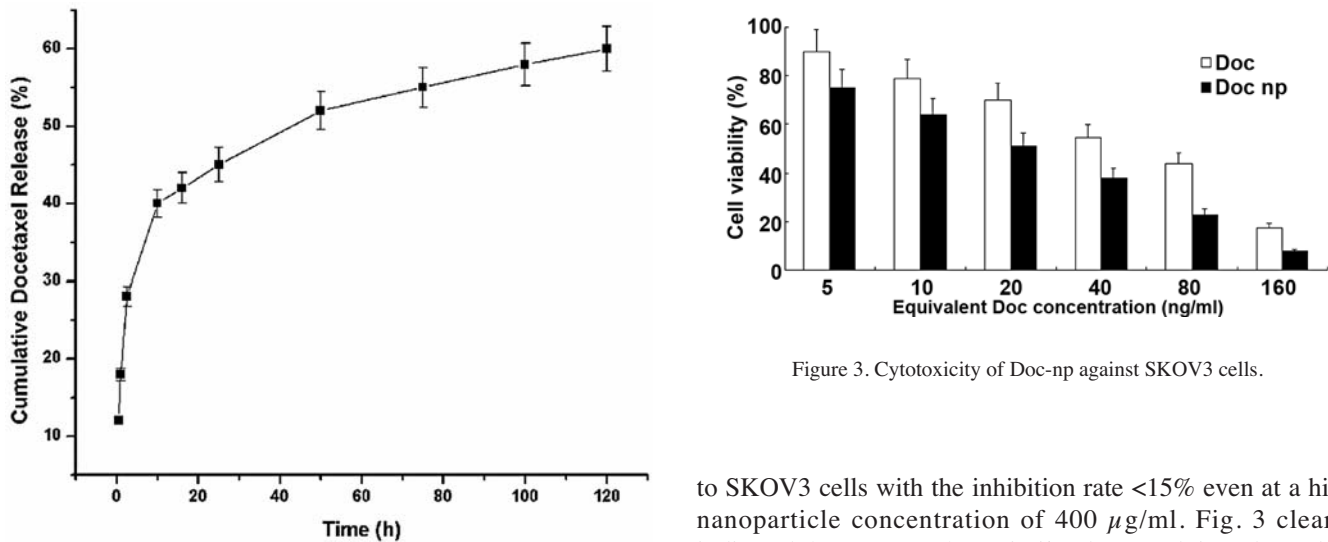 Cumulative Docetaxel Release (%)
60
50
40
30
20
10
0 20 40 60 80 100 120
Time (h)
Cell viability (%)
100
80
60
40
20
0
Doc
Doc np
5 10 20 40 80 160
Equivalent Doc concentration (ng/ml)
Figure 3. Cytotoxicity of Doc-np against SKOV3 cells.
to SKOV3 cells with the inhibition rate <15% even at a hi
nanoparticle concentration of 400 µg/ml. Fig. 3 clear